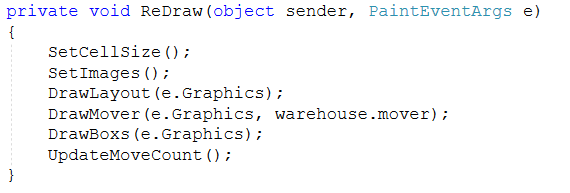 private void ReDraw(object sender, PaintEventArgs e)
{
    SetCellSize();
    SetImages();
    DrawLayout(e.Graphics);
    DrawMover(e.Graphics, warehouse.mover);
    DrawBoxs(e.Graphics);
    UpdateMoveCount();
}